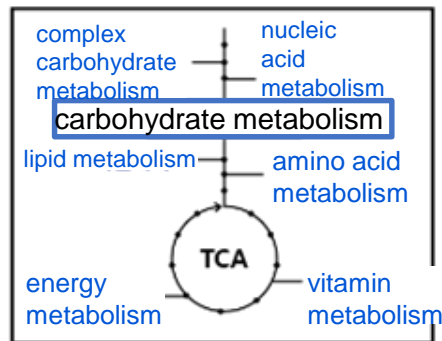 complex
carbohydrate
metabolism
nucleic
acid
metabolism
carbohydrate metabolism
lipid metabolism
amino acid
metabolism
TCA
energy
metabolism
vitamin
metabolism